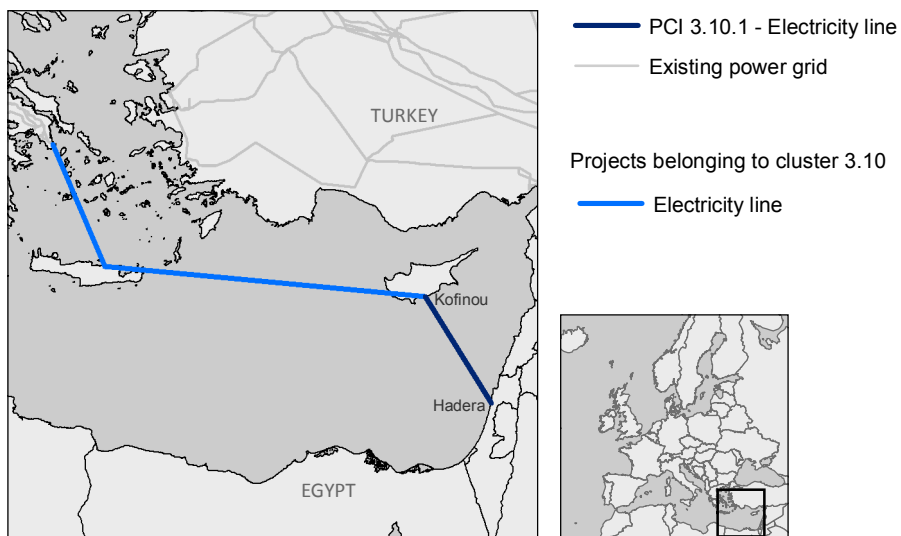 PCI 3.10.1 - Electricity line
Existing power grid
TURKEY
Projects belonging to cluster 3.10
Electricity line
Kofinou
Hadera
EGYPT